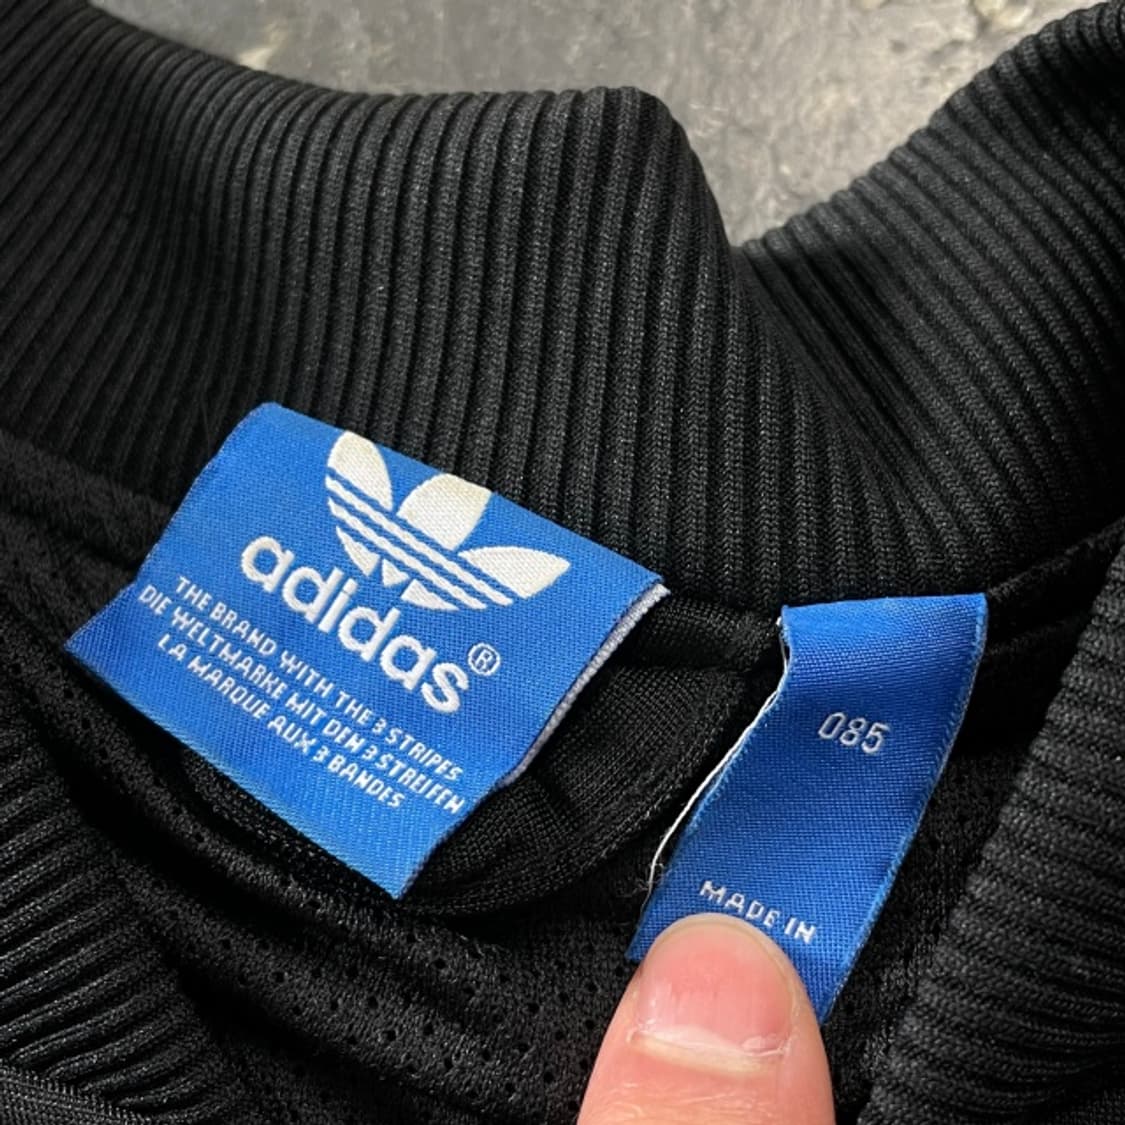 adidas®
THE BRAND WITH THE 3 STRIPES
DIE WELTMARKE MIT DEN 3 STREIFEN
LA MARQUE AUX 3 BANDES
085
MADE IN